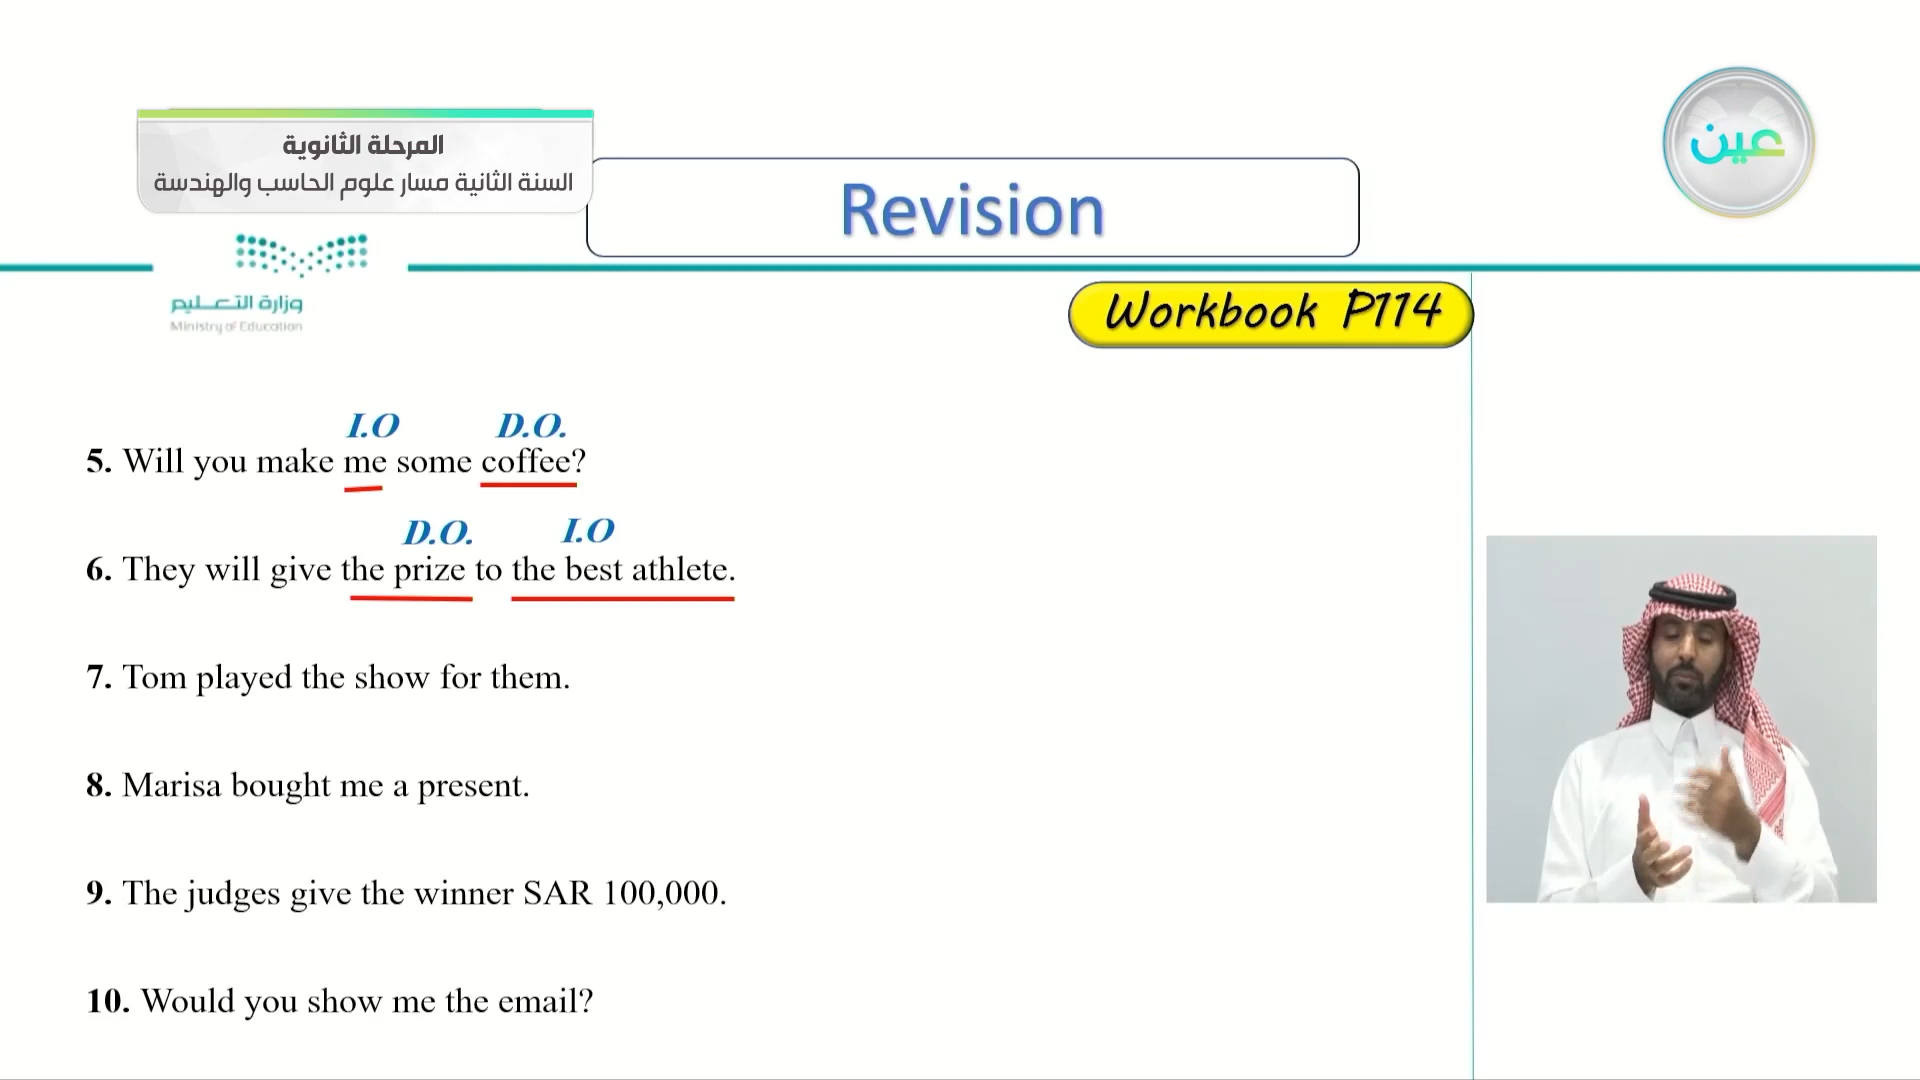 المرحلة الثانوية
السنة الثانية مسار علوم الحاسب والهندسة
عين
Revision
وزارة التعليم
Ministry of Education
Workbook P114
I.O D.O.
5. Will you make me some coffee?
D.O. I.O
6. They will give the prize to the best athlete.
7. Tom played the show for them.
8. Marisa bought me a present.
9. The judges give the winner SAR 100,000.
10. Would you show me the email?